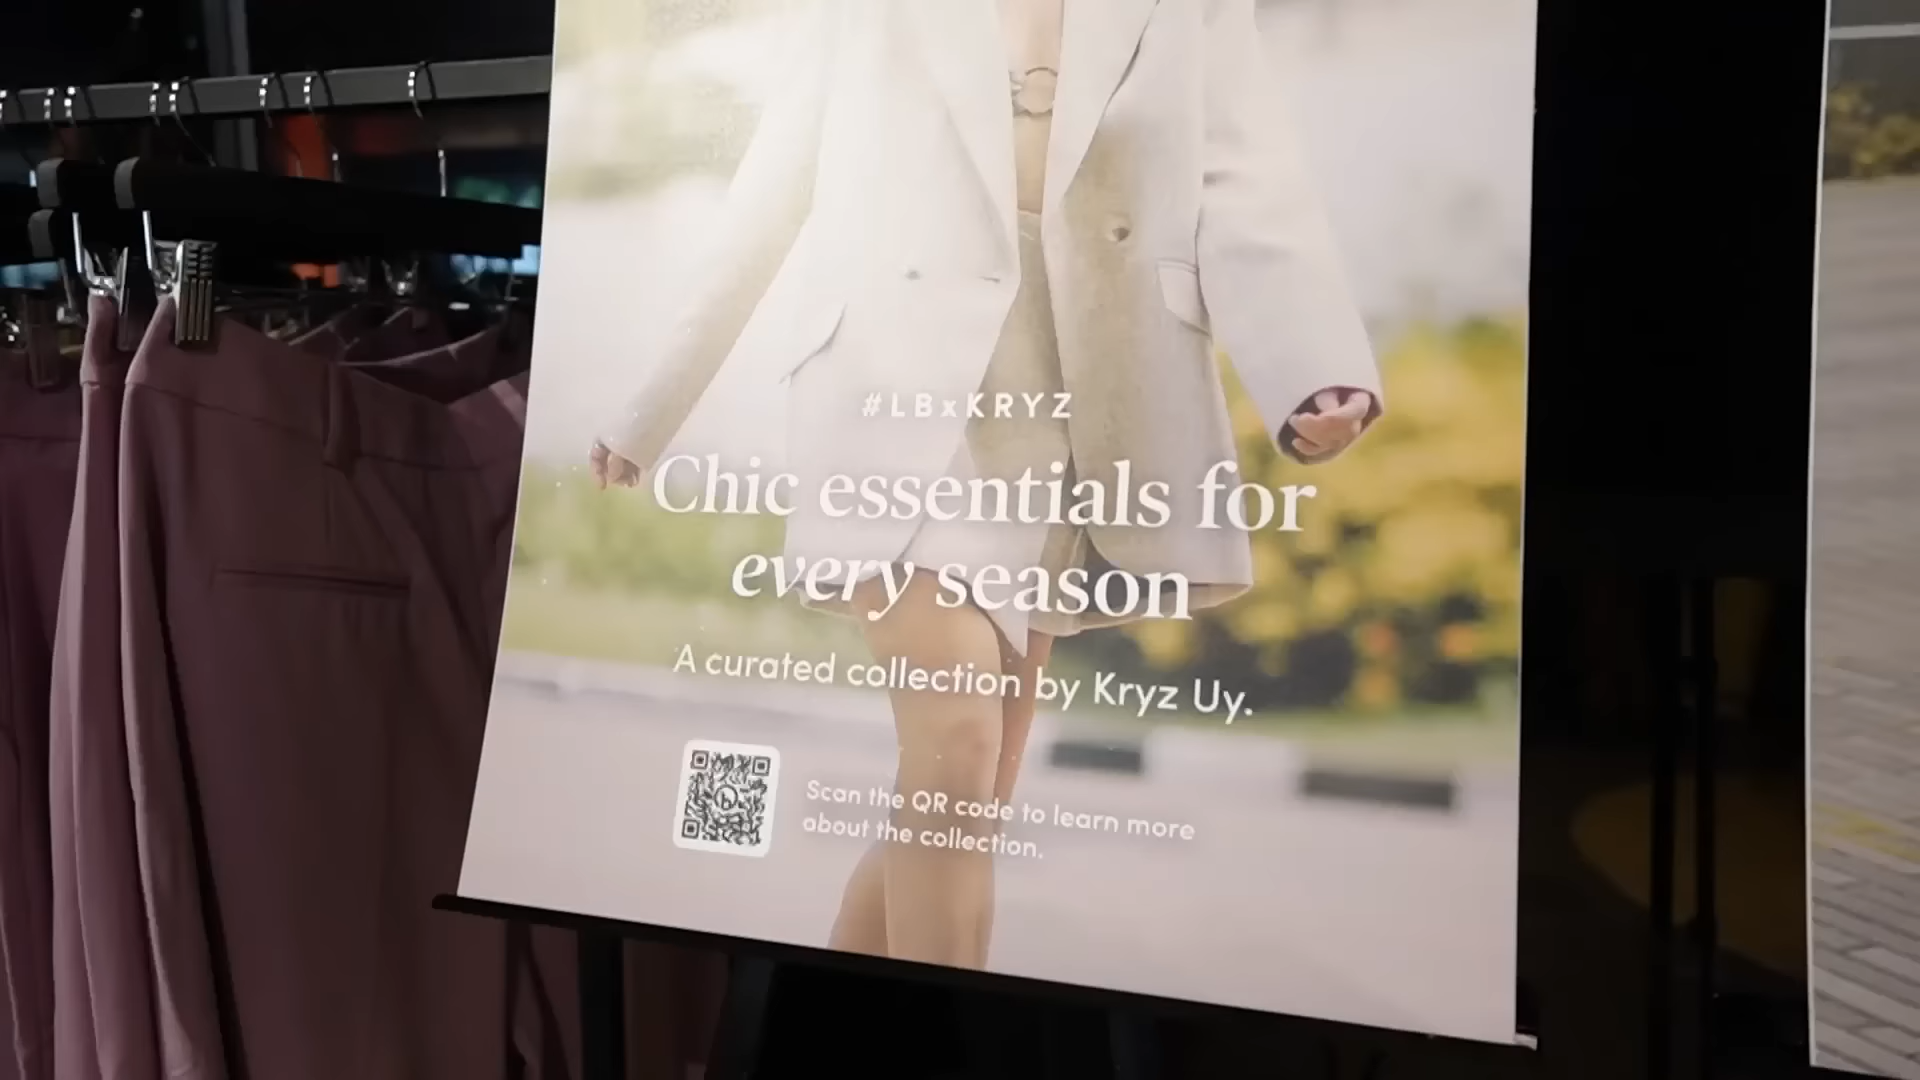 #LBxKRYZ
Chic essentials for
every season
A curated collection by Kryz Uy.
Scan the QR code to learn more
about the collection.